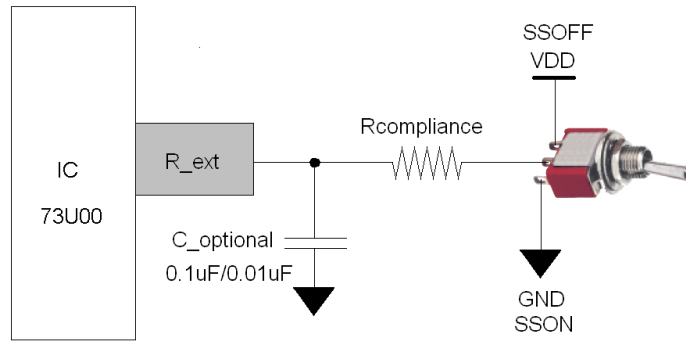 SSOFF
VDD
Rcompliance
R_ext
IC
73U00
C_optional
0.1uF/0.01uF
GND
SSON